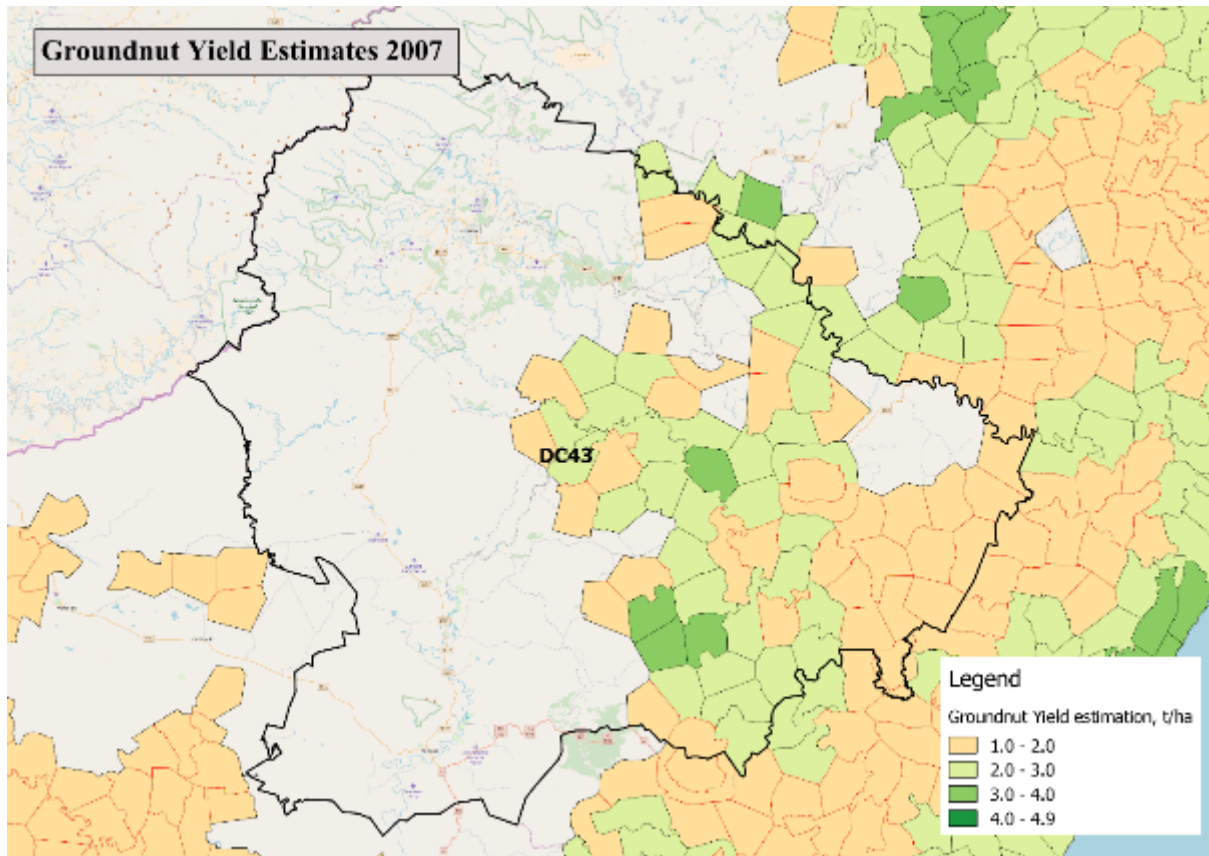 Groundnut Yield Estimates 2007
DC43
Legend
Groundnut Yield estimation, t/ha
1.0 - 2.0
2.0 - 3.0
3.0 - 4.0
4.0 - 4.9